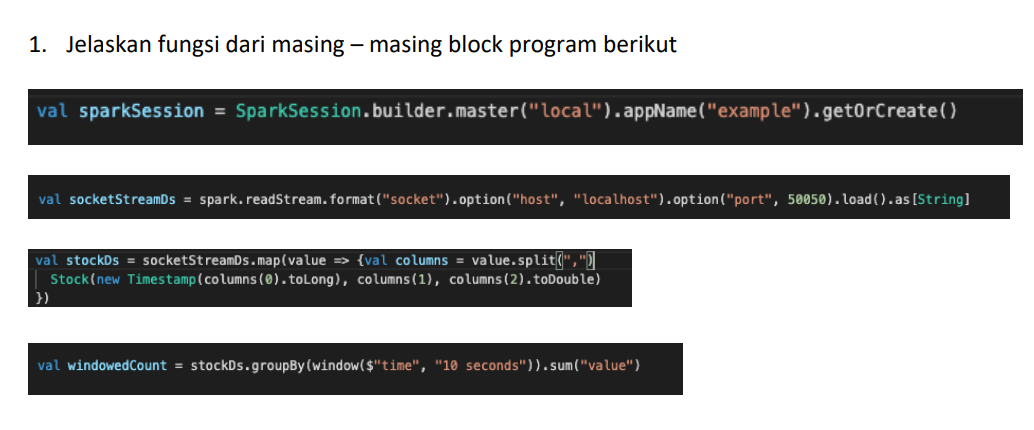 1. Jelaskan fungsi dari masing – masing block program berikut
val sparkSession = SparkSession.builder.master("local").appName("example").getOrCreate()
val socketStreamDs = spark.readStream.format("socket").option("host", "localhost").option("port", 50050).load().as[String]
val stockDs = socketStreamDs.map(value => {val columns = value.split(",")
Stock(new Timestamp(columns(0).toLong), columns(1), columns(2).toDouble)
})
val windowedCount = stockDs.groupBy(window($"time", "10 seconds")).sum("value")